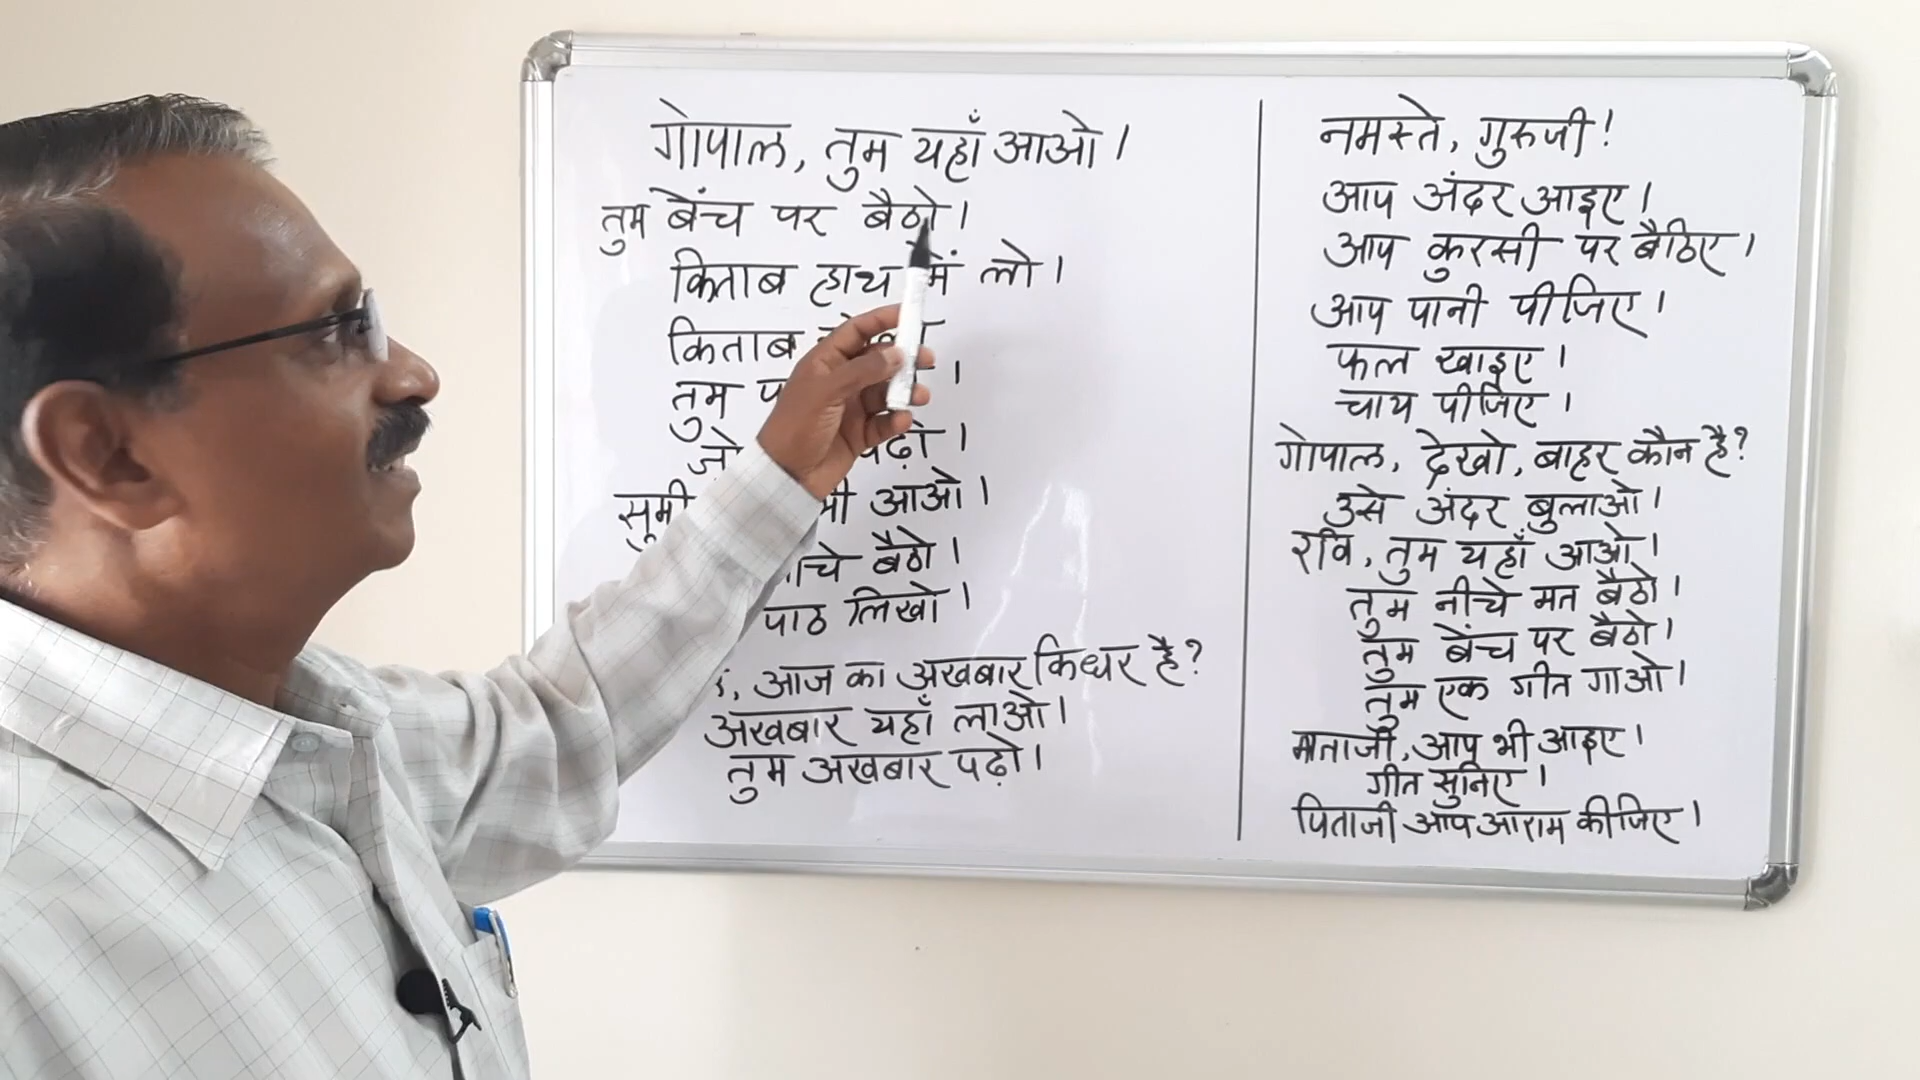 गोपाल, तुम यहाँ आओ।
तुम बेंच पर बैठो।
किताब हाथ में लो।
किताब
तुम
पढ़ो।
आओ।
बैठो।
पाठ लिखो।
आज का अखबार किधर है?
अखबार यहाँ लाओ।
तुम अखबार पढ़ो।
नमस्ते, गुरुजी!
आप अंदर आइए।
आप कुरसी पर बैठिए।
आप पानी पीजिए।
फल खाइए।
चाय पीजिए।
गोपाल, देखो, बाहर कौन है?
उसे अंदर बुलाओ।
रवि, तुम यहाँ आओ।
तुम नीचे मत बैठो।
तुम बेंच पर बैठो।
तुम एक गीत गाओ।
माताजी, आप भी आइए।
गीत सुनिए।
पिताजी आप आराम कीजिए।